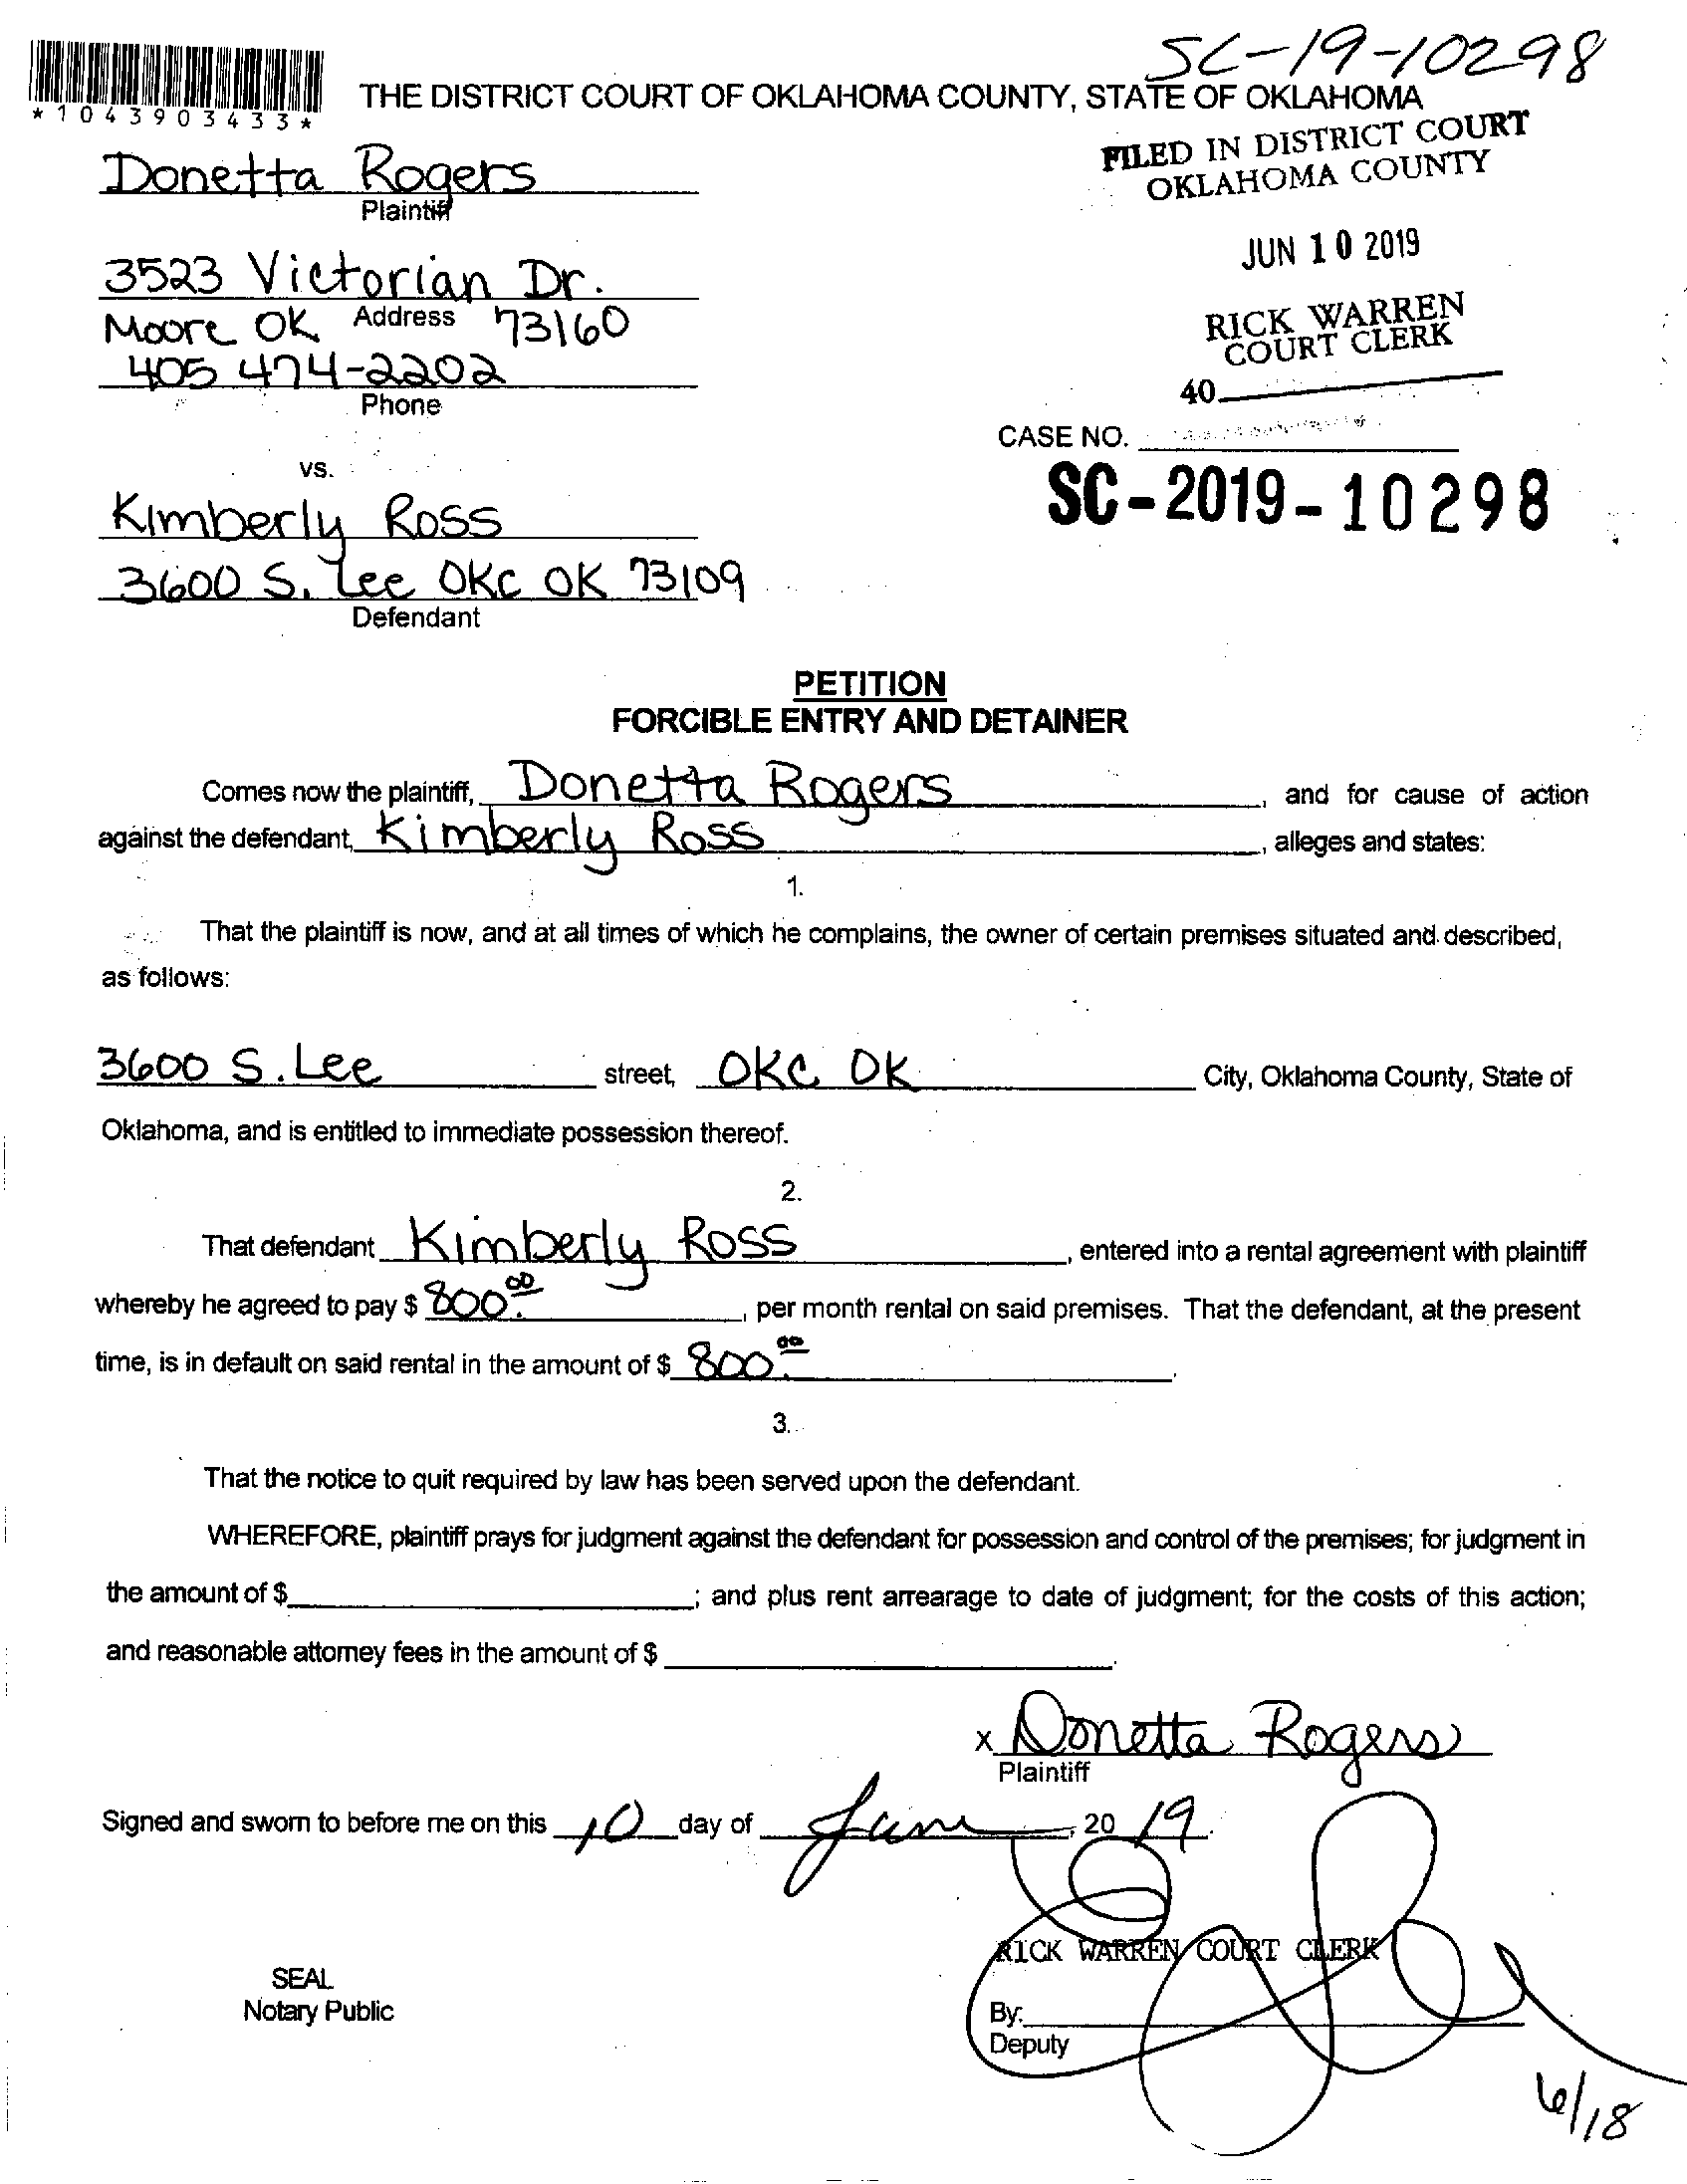 SC-19-10298
*1043903433*
THE DISTRICT COURT OF OKLAHOMA COUNTY, STATE OF OKLAHOMA
FILED IN DISTRICT COURT
OKLAHOMA COUNTY
Donetta Rogers
Plaintiff
JUN 10 2019
3523 Victorian Dr.
Address
Moore OK 73160
RICK WARREN
COURT CLERK
405 474-2202
Phone
40
CASE NO.
SC-2019-10298
vs.
Kimberly Ross
3600 S. Lee OKC OK 73109
Defendant
PETITION
FORCIBLE ENTRY AND DETAINER
Comes now the plaintiff, Donetta Rogers, and for cause of action
against the defendant, Kimberly Ross, alleges and states:
1.
That the plaintiff is now, and at all times of which he complains, the owner of certain premises situated and described,
as follows:
3600 S. Lee street, OKC OK City, Oklahoma County, State of
Oklahoma, and is entitled to immediate possession thereof.
2.
That defendant Kimberly Ross, entered into a rental agreement with plaintiff
whereby he agreed to pay $ 800.00, per month rental on said premises. That the defendant, at the present
time, is in default on said rental in the amount of $ 800.00.
3.
That the notice to quit required by law has been served upon the defendant.
WHEREFORE, plaintiff prays for judgment against the defendant for possession and control of the premises; for judgment in
the amount of $; and plus rent arrearage to date of judgment; for the costs of this action;
and reasonable attorney fees in the amount of $.
x Donetta Rogers
Plaintiff
Signed and sworn to before me on this 10 day of June, 20 19.
RICK WARREN COURT CLERK
SEAL
Notary Public
By:
Deputy
6/18